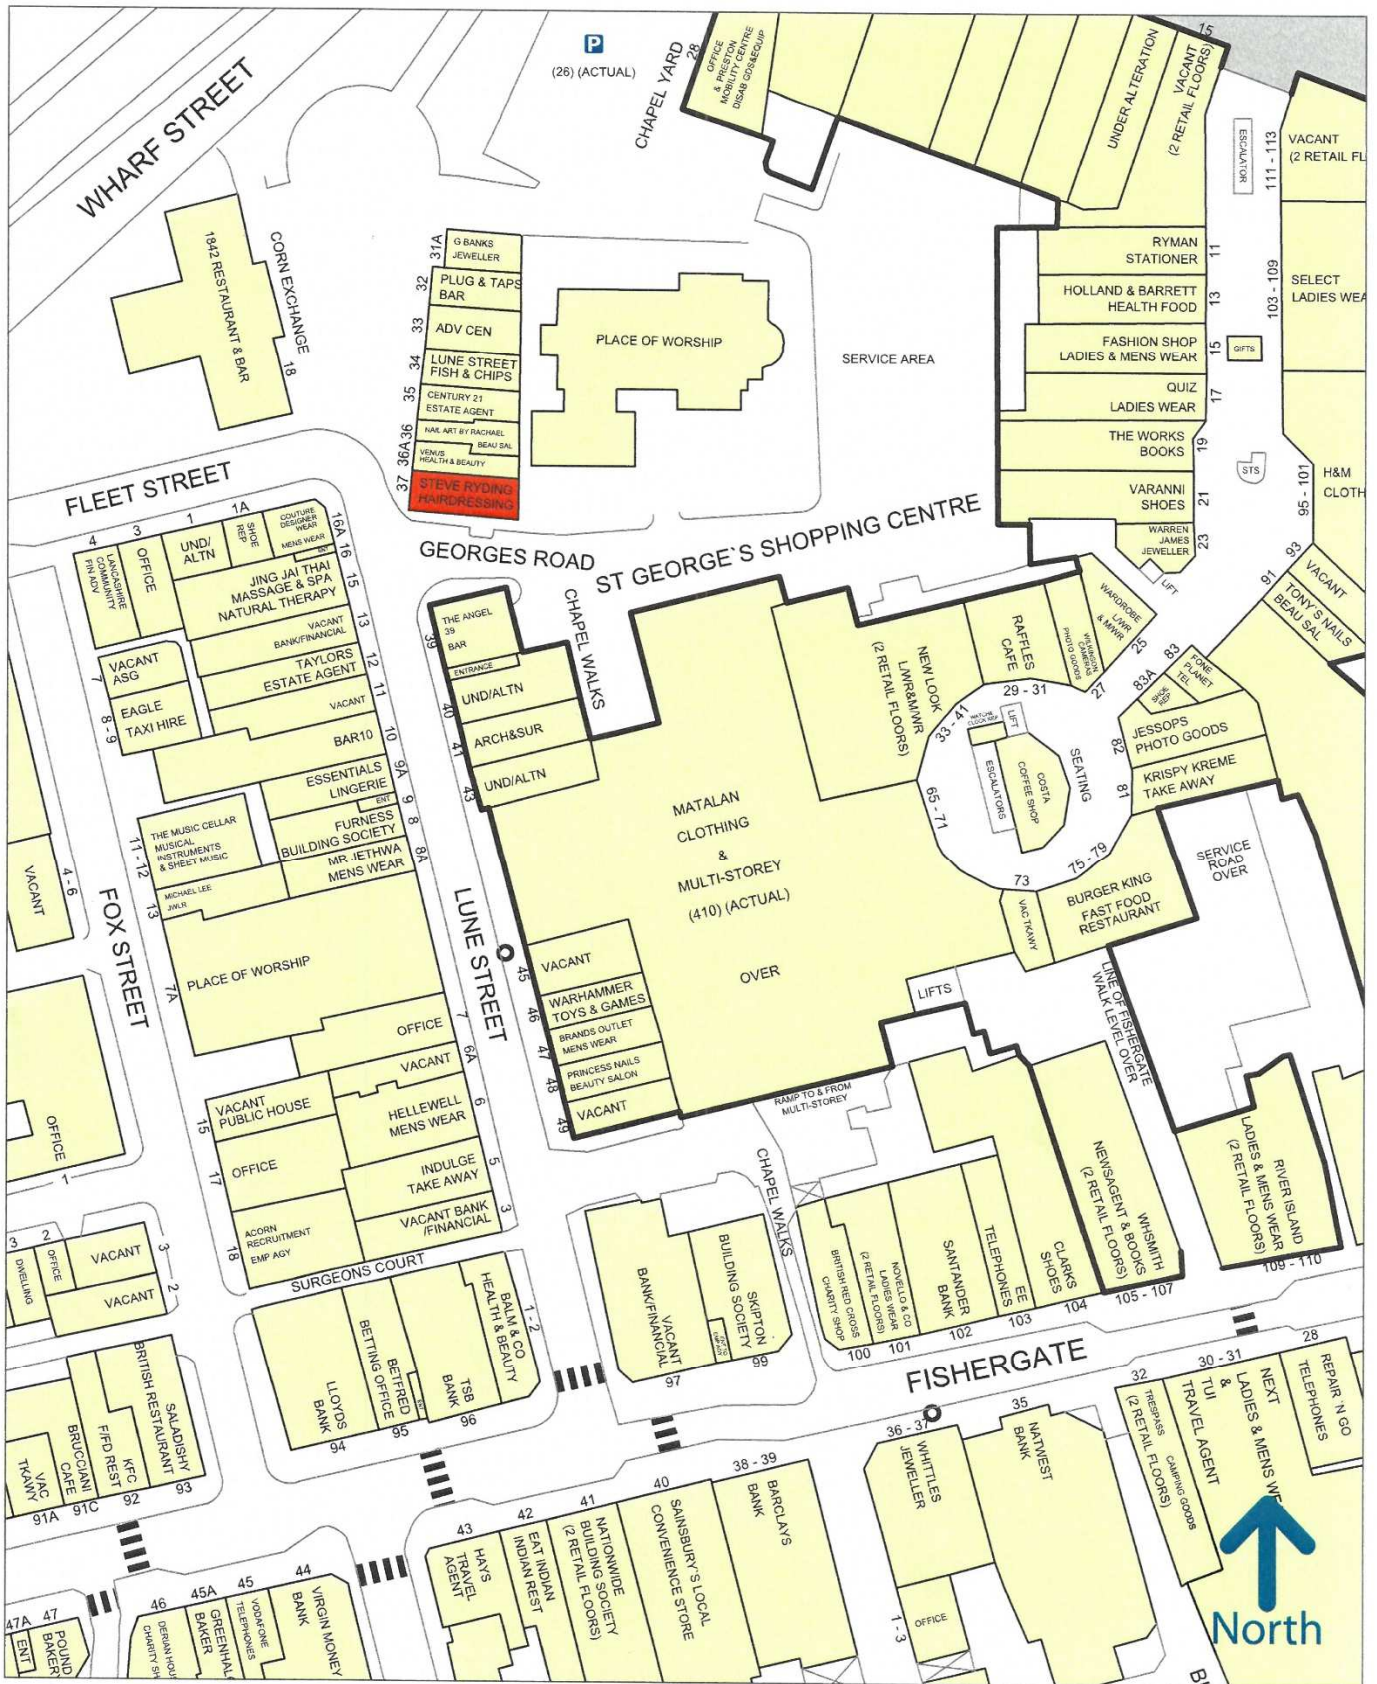 WHARF STREET
P
(26) (ACTUAL)
CHAPEL YARD
28
OFFICE
& PRESTON
MOBILITY CENTRE
DISAB GDS&EQUIP
UNDER ALTERATION
15
VACANT
(2 RETAIL FLOORS)
ESCALATOR
111 - 113
VACANT
(2 RETAIL FL
11
RYMAN
STATIONER
13
HOLLAND & BARRETT
HEALTH FOOD
103 - 109
SELECT
LADIES WEA
15
FASHION SHOP
LADIES & MENS WEAR
GIFTS
17
QUIZ
LADIES WEAR
19
THE WORKS
BOOKS
STS
21
VARANNI
SHOES
95 - 101
H&M
CLOTH
23
WARREN
JAMES
JEWELLER
LIFT
93
VACANT
91
TONY'S NAILS
BEAU SAL
1842 RESTAURANT & BAR
CORN EXCHANGE
18
31A
G BANKS
JEWELLER
32
PLUG & TAPS
BAR
33
ADV CEN
34
LUNE STREET
FISH & CHIPS
35
CENTURY 21
ESTATE AGENT
36
NAIL ART BY RACHAEL
BEAU SAL
36A
VENUS
HEALTH & BEAUTY
37
STEVE RYDING
HAIRDRESSING
PLACE OF WORSHIP
SERVICE AREA
FLEET STREET
GEORGES ROAD
ST GEORGE`S SHOPPING CENTRE
4
LANCASHIRE
COMMUNITY
FIN ADV
3
OFFICE
1
UND/
ALTN
1A
SHOE
REP
COUTURE
DESIGNER
WEAR
16A
MENS WEAR
16
ENT
15
JING JAI THAI
MASSAGE & SPA
NATURAL THERAPY
13
VACANT
BANK/FINANCIAL
12
TAYLORS
ESTATE AGENT
11
VACANT
10
BAR10
9A
ESSENTIALS
LINGERIE
ENT
9
8
FURNESS
BUILDING SOCIETY
8A
MR JETHWA
MENS WEAR
7
VACANT
ASG
8 - 9
EAGLE
TAXI HIRE
11 - 12
THE MUSIC CELLAR
MUSICAL
INSTRUMENTS
& SHEET MUSIC
13
MICHAEL LEE
JWLR
4 - 6
VACANT
FOX STREET
7A
PLACE OF WORSHIP
LUNE STREET
7
OFFICE
6A
VACANT
6
HELLEWELL
MENS WEAR
5
INDULGE
TAKE AWAY
3
VACANT BANK
/FINANCIAL
15
VACANT
PUBLIC HOUSE
17
OFFICE
18
ACORN
RECRUITMENT
EMP AGY
OFFICE
1
39
THE ANGEL
39
BAR
ENTRANCE
40
UND/ALTN
41
ARCH&SUR
43
UND/ALTN
CHAPEL WALKS
MATALAN
CLOTHING
&
MULTI-STOREY
(410) (ACTUAL)
OVER
45
VACANT
46
WARHAMMER
TOYS & GAMES
47
BRANDS OUTLET
MENS WEAR
48
PRINCESS NAILS
BEAUTY SALON
49
VACANT
NEW LOOK
L/WR&M/WR
(2 RETAIL FLOORS)
33 - 41
RAFFLES
CAFE
29 - 31
WILKINSON
CAMERAS
PHOTO GOODS
27
WARDROBE
L/WR
& M/WR
25
WATCH&
CLOCK REP
LIFT
ESCALATORS
COSTA
COFFEE SHOP
SEATING
65 - 71
83A
SHOE
REP
83
FONE
PLANET
TEL
82
JESSOPS
PHOTO GOODS
81
KRISPY KREME
TAKE AWAY
75 - 79
BURGER KING
FAST FOOD
RESTAURANT
73
VAC TKAWY
SERVICE
ROAD
OVER
LIFTS
LINE OF FISHERGATE
WALK LEVEL OVER
RAMP TO & FROM
MULTI-STOREY
CHAPEL WALKS
SURGEONS COURT
3
DWELLING
2
OFFICE
VACANT
3
VACANT
2
LLOYDS
BANK
94
BETFRED
BETTING OFFICE
95
ENT
TSB
BANK
96
BALM & CO
HEALTH & BEAUTY
1 - 2
VACANT
BANK/FINANCIAL
97
SKIPTON
BUILDING SOCIETY
99
BRITISH RED CROSS
CHARITY SHOP
100
NOVELLO & CO
LADIES WEAR
(2 RETAIL FLOORS)
101
SANTANDER
BANK
102
EE
TELEPHONES
103
CLARKS
SHOES
104
WHSMITH
NEWSAGENT & BOOKS
(2 RETAIL FLOORS)
105 - 107
RIVER ISLAND
LADIES & MENS WEAR
(2 RETAIL FLOORS)
109 - 110
FISHERGATE
VAC
TKAWY
91A
BRUCCIANI
CAFE
91C
KFC
F/FD REST
92
SALADISHY
BRITISH RESTAURANT
93
47A
ENT
47
POUND
BAKERY
46
DERIAN HOU
CHARITY SH
45A
GREENHAL
BAKER
45
VODAFONE
TELEPHONES
44
VIRGIN MONEY
BANK
43
HAYS
TRAVEL
AGENT
42
EAT INDIAN
INDIAN REST
41
NATIONWIDE
BUILDING SOCIETY
(2 RETAIL FLOORS)
40
SAINSBURY'S LOCAL
CONVENIENCE STORE
38 - 39
BARCLAYS
BANK
36 - 37
WHITTLES
JEWELLER
1 - 3
OFFICE
35
NATWEST
BANK
32
TRESPASS
CAMPING GOODS
(2 RETAIL FLOORS)
30 - 31
NEXT
LADIES & MENS WE
&
TUI
TRAVEL AGENT
28
REPAIR 'N GO
TELEPHONES
North